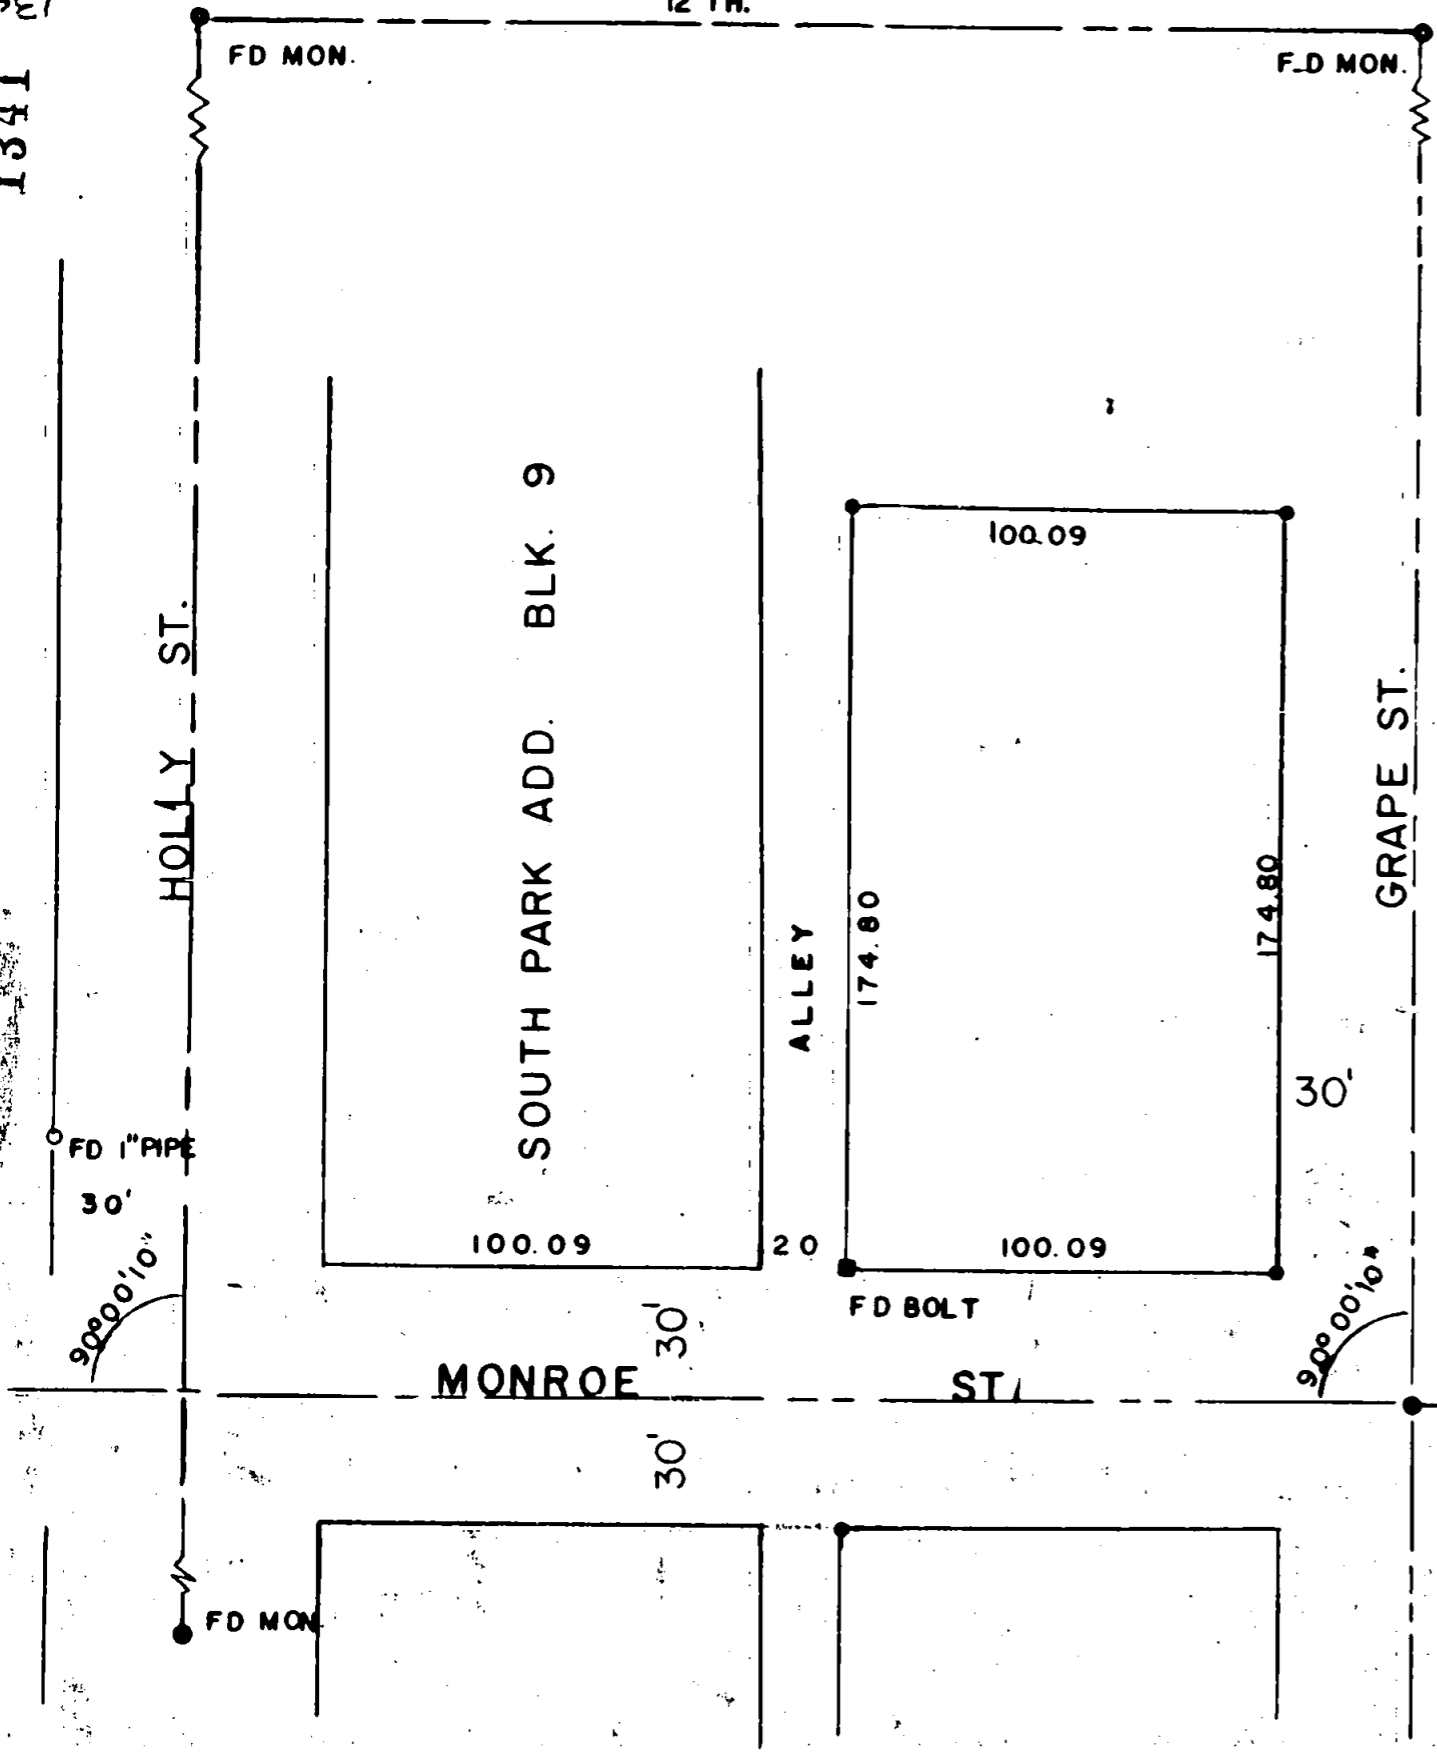 1341
12 TH.
FD MON.
FD MON.
HOLLY ST.
SOUTH PARK ADD. BLK. 9
ALLEY
100.09
174.80
174.80
GRAPE ST.
30'
FD 1" PIPE
30'
90°00'10"
100.09
20
100.09
FD BOLT
90°00'10"
30'
MONROE ST.
30'
FD MON.